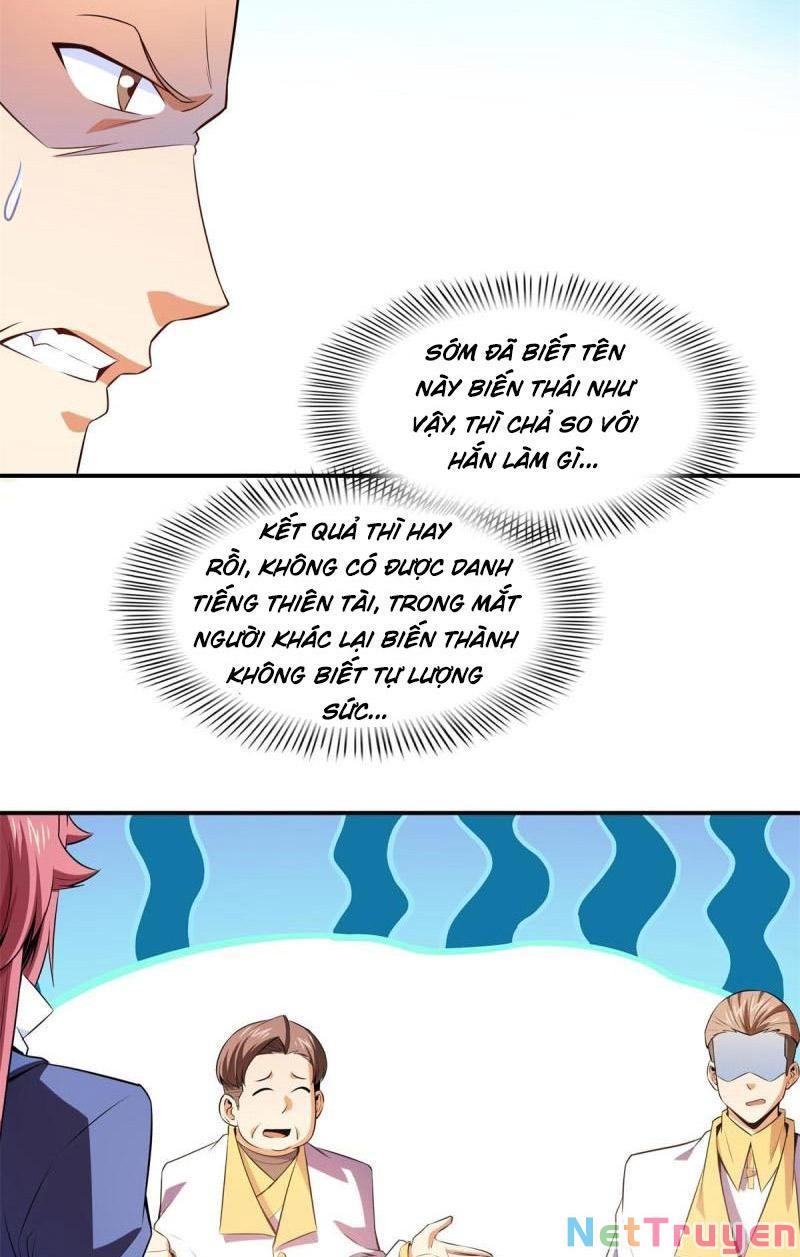 SỚM ĐÃ BIẾT TÊN
NÀY BIẾN THÁI NHƯ
VẬY, THÌ CHẢ SO VỚI
HẮN LÀM GÌ...
KẾT QUẢ THÌ HAY
RỒI, KHÔNG CÓ ĐƯỢC DANH
TIẾNG THIÊN TÀI, TRONG MẮT
NGƯỜI KHÁC LẠI BIẾN THÀNH
KHÔNG BIẾT TỰ LƯỢNG
SỨC...
NetTruyen